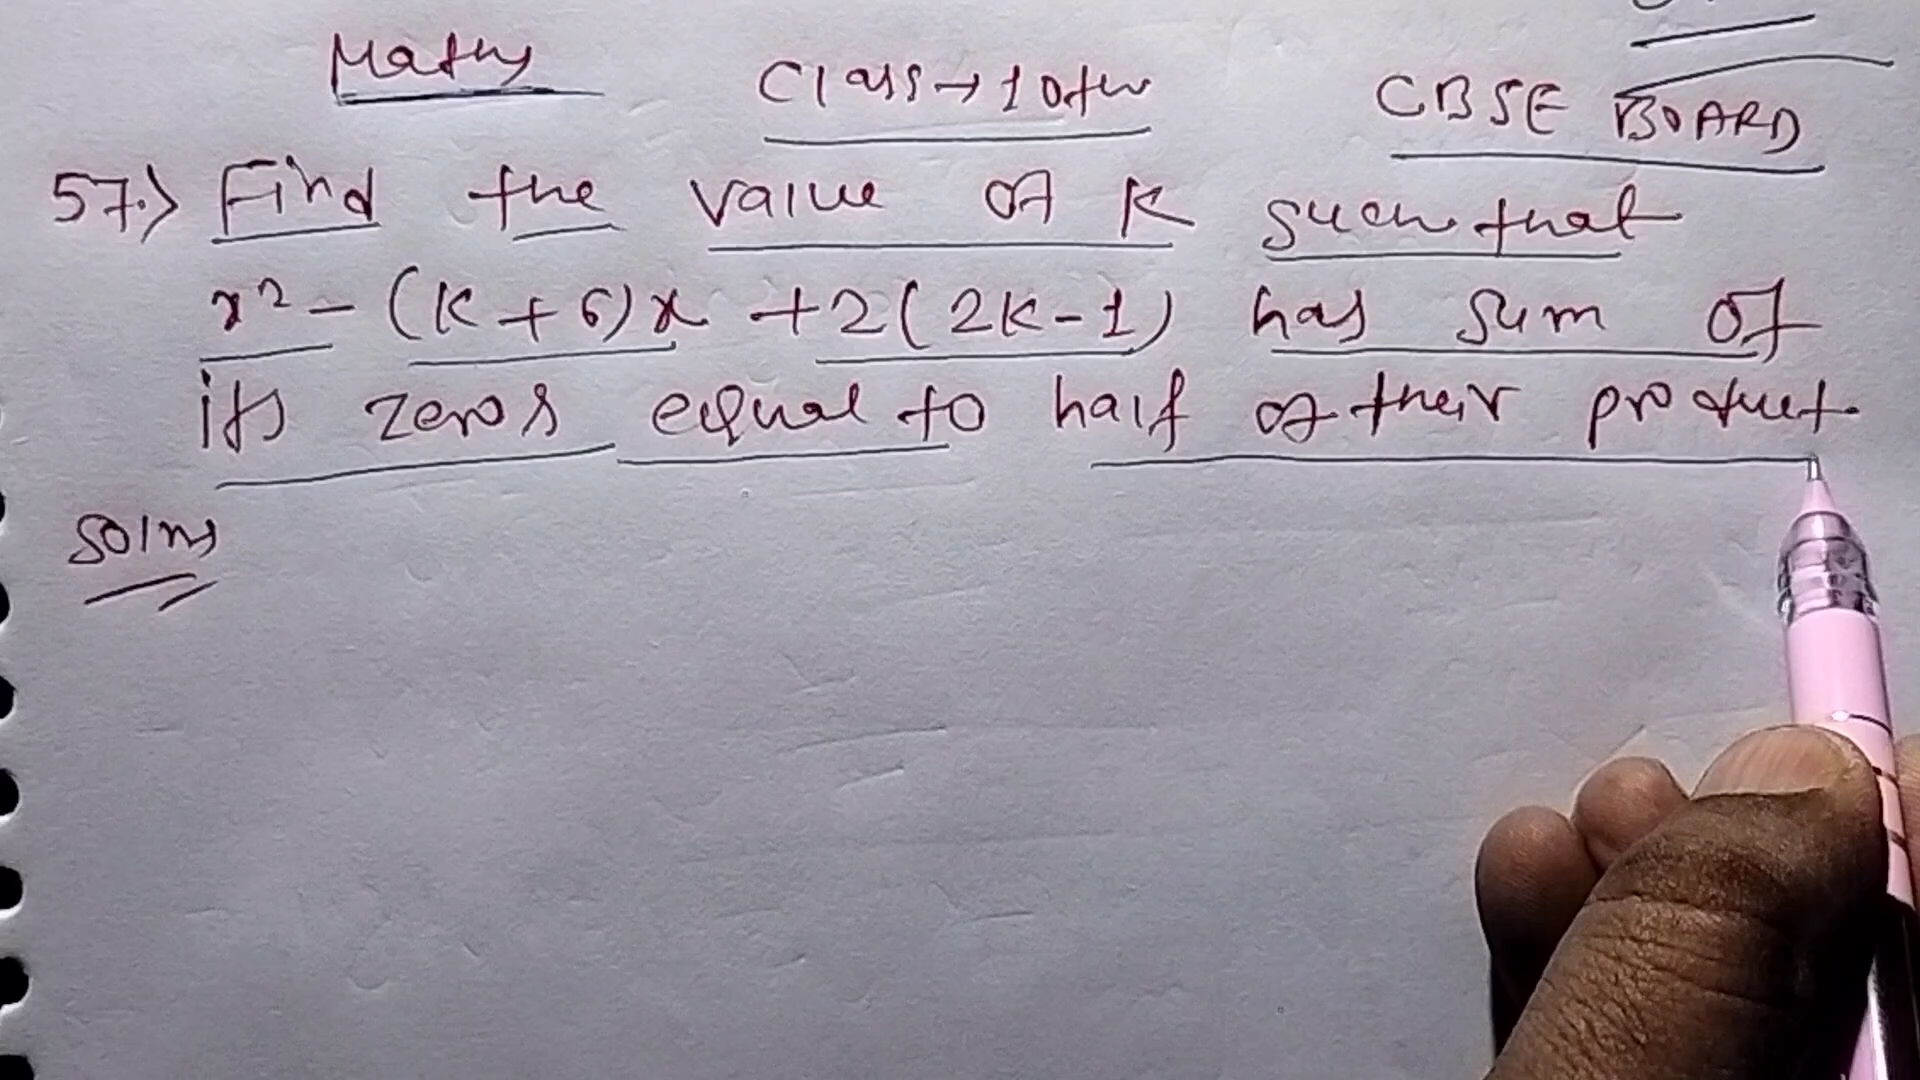 Maths Class→10th CBSE BOARD
57.) Find the value of K such that
x² - (K+6)x +2(2K-1) has sum of
its zeros equal to half of their product.
Solns